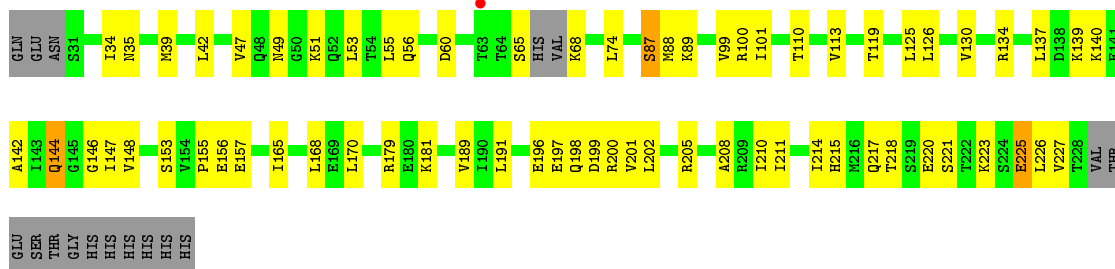 GLN GLU ASN S31 I34 N35 M39 L42 V47 Q48 N49 G50 K51 Q52 L53 T54 L55 Q56 D60 T63 T64 S65 HIS VAL K68 L74 S87 M88 K89 V99 R100 I101 T110 V113 T119 L125 L126 V130 R134 L137 D138 K139 K140 E141
A142 I143 Q144 G145 G146 I147 V148 S153 V154 P155 E156 E157 I165 L168 E169 L170 R179 E180 K181 V189 I190 L191 E196 E197 Q198 D199 R200 V201 L202 R205 A208 R209 I210 I211 I214 H215 M216 Q217 T218 S219 E220 S221 T222 K223 S224 E225 L226 V227 T228 VAL THR
GLU SER THR GLY HIS HIS HIS HIS HIS HIS